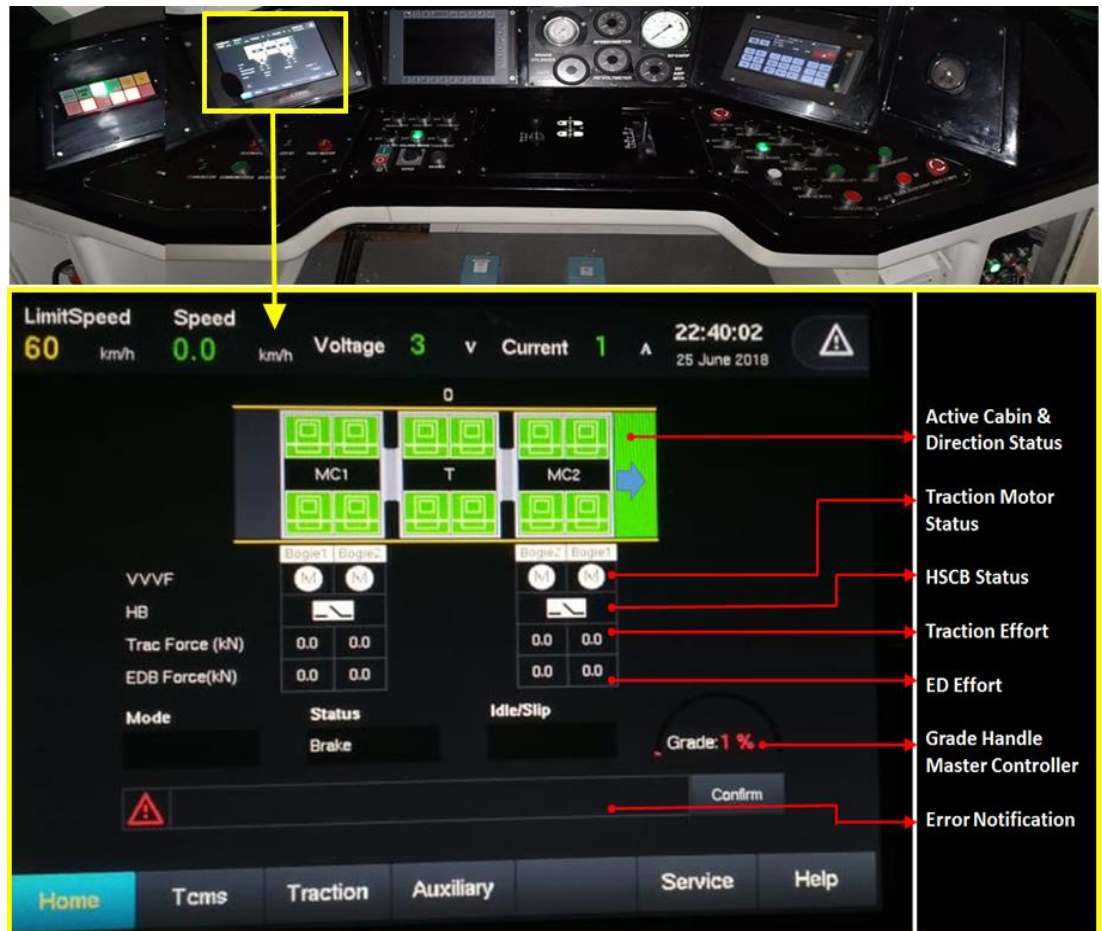 LimitSpeed Speed
60 km/h 0.0 km/h Voltage 3 v Current 1 A 22:40:02
25 June 2018
0
MC1 T MC2
Bogie1 Bogie2 Bogie2 Bogie1
VVVF M M M M
HB
Trac Force (kN) 0.0 0.0 0.0 0.0
EDB Force(kN) 0.0 0.0 0.0 0.0
Mode Status Idle/Slip
Brake
Grade:1 %
Confirm
Home Tcms Traction Auxiliary Service Help
Active Cabin &
Direction Status
Traction Motor
Status
HSCB Status
Traction Effort
ED Effort
Grade Handle
Master Controller
Error Notification